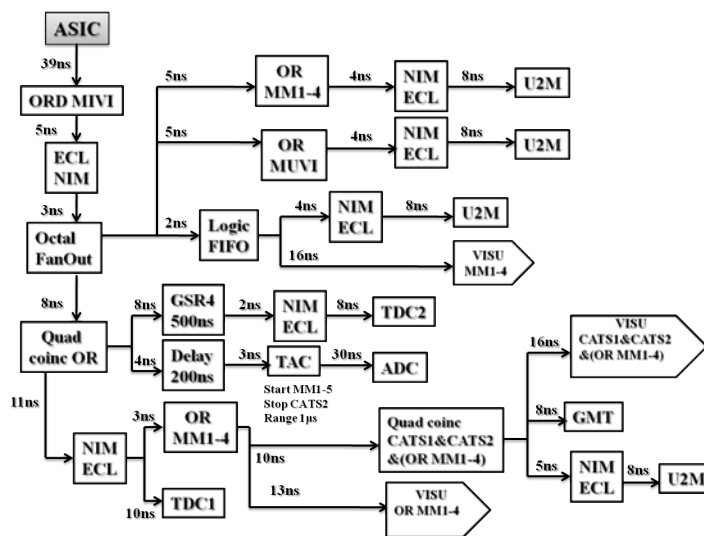 ASIC
39ns
ORD MIVI
5ns
ECL
NIM
3ns
Octal
FanOut
5ns
OR
MM1-4
4ns
NIM
ECL
8ns
U2M
5ns
OR
MUVI
4ns
NIM
ECL
8ns
U2M
2ns
Logic
FIFO
4ns
NIM
ECL
8ns
U2M
16ns
VISU
MM1-4
8ns
Quad
coinc OR
8ns
GSR4
500ns
2ns
NIM
ECL
8ns
TDC2
4ns
Delay
200ns
3ns
TAC
30ns
ADC
Start MM1-5
Stop CATS2
Range 1µs
11ns
NIM
ECL
3ns
OR
MM1-4
10ns
TDC1
10ns
Quad coinc
CATS1&CATS2
&(OR MM1-4)
13ns
VISU
OR MM1-4
16ns
VISU
CATS1&CATS2
&(OR MM1-4)
8ns
GMT
5ns
NIM
ECL
8ns
U2M